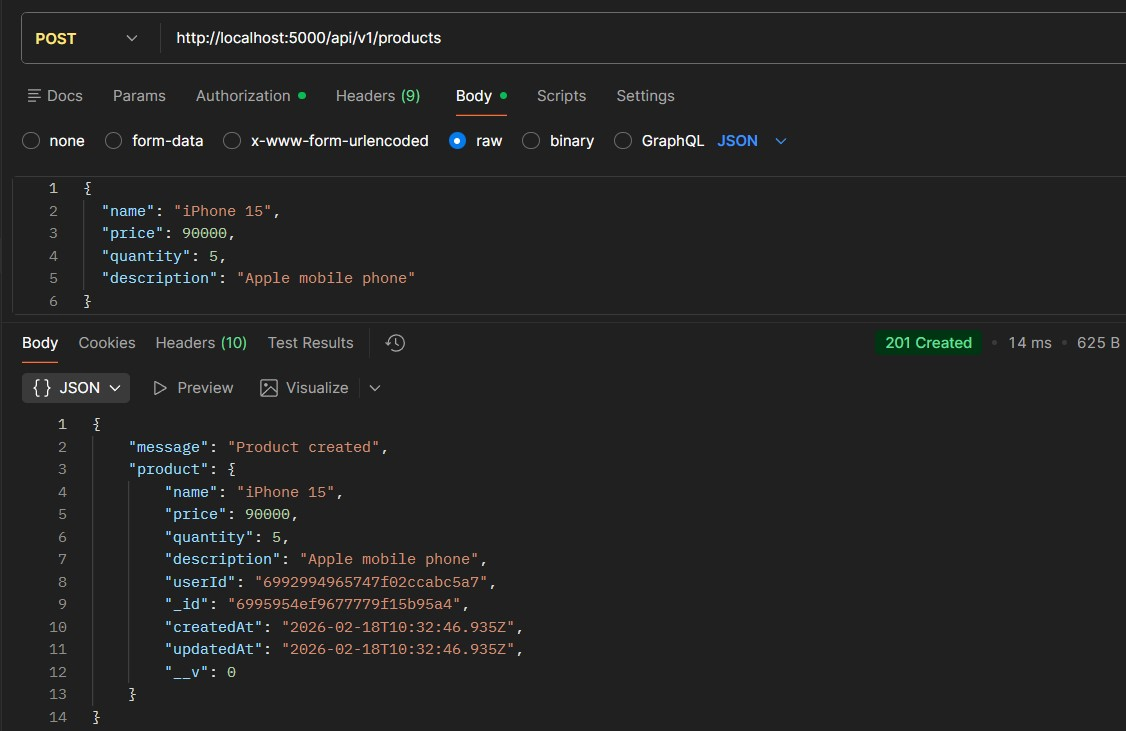 POST http://localhost:5000/api/v1/products
Docs Params Authorization Headers (9) Body Scripts Settings
none form-data x-www-form-urlencoded raw binary GraphQL JSON
1 {
2 "name": "iPhone 15",
3 "price": 90000,
4 "quantity": 5,
5 "description": "Apple mobile phone"
6 }
Body Cookies Headers (10) Test Results 201 Created • 14 ms • 625 B
{} JSON Preview Visualize
1 {
2 "message": "Product created",
3 "product": {
4 "name": "iPhone 15",
5 "price": 90000,
6 "quantity": 5,
7 "description": "Apple mobile phone",
8 "userId": "6992994965747f02ccabc5a7",
9 "_id": "6995954ef9677779f15b95a4",
10 "createdAt": "2026-02-18T10:32:46.935Z",
11 "updatedAt": "2026-02-18T10:32:46.935Z",
12 "__v": 0
13 }
14 }